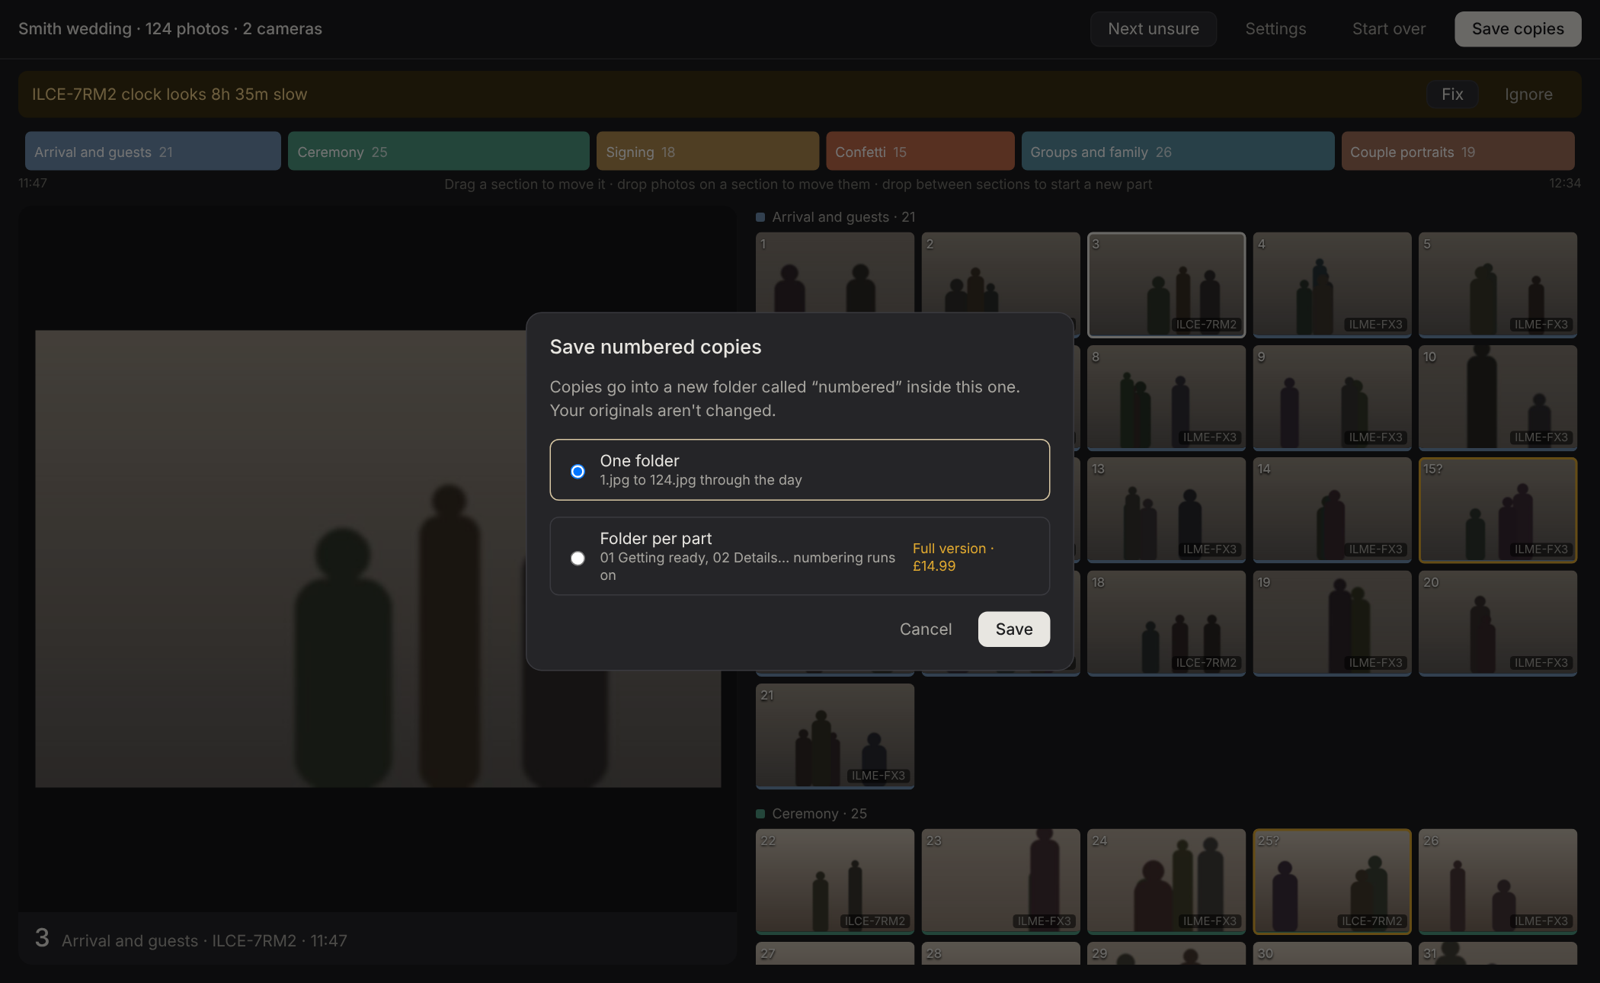 Smith wedding · 124 photos · 2 cameras
Next unsure
Settings
Start over
Save copies
ILCE-7RM2 clock looks 8h 35m slow
Fix
Ignore
Arrival and guests 21
Ceremony 25
Signing 18
Confetti 15
Groups and family 26
Couple portraits 19
11:47
Drag a section to move it · drop photos on a section to move them · drop between sections to start a new part
12:34
Arrival and guests · 21
1
2
3
ILCE-7RM2
4
ILME-FX3
5
ILME-FX3
8
ILME-FX3
9
ILME-FX3
10
ILME-FX3
13
ILME-FX3
14
ILME-FX3
15?
ILME-FX3
18
ILCE-7RM2
19
ILME-FX3
20
ILME-FX3
21
ILME-FX3
Save numbered copies
Copies go into a new folder called “numbered” inside this one.
Your originals aren't changed.
One folder
1.jpg to 124.jpg through the day
Folder per part
01 Getting ready, 02 Details... numbering runs
on
Full version ·
£14.99
Cancel
Save
Ceremony · 25
22
ILCE-7RM2
23
ILME-FX3
24
ILME-FX3
25?
ILCE-7RM2
26
ILME-FX3
27
28
29
30
31
3 Arrival and guests · ILCE-7RM2 · 11:47